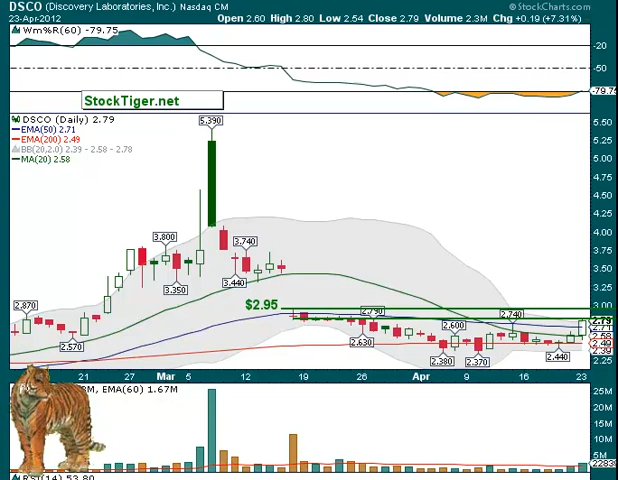 DSCO (Discovery Laboratories, Inc.) Nasdaq CM
© StockCharts.com
23-Apr-2012 Open 2.60 High 2.80 Low 2.54 Close 2.79 Volume 2.3M Chg +0.19 (+7.31%)
Wm%R(60) -79.75
-20
-50
-79.75
StockTiger.net
DSCO (Daily) 2.79
EMA(50) 2.71
EMA(200) 2.49
BB(20,2.0) 2.39 - 2.58 - 2.78
MA(20) 2.58
5.390
5.50
5.25
5.00
4.75
4.50
4.25
4.00
3.800
3.740
3.75
3.50
3.350
3.440
3.25
$2.95
3.00
2.870
2.790
2.740
2.79
2.71
2.600
2.570
2.630
2.49
2.39
2.380
2.370
2.440
2.25
21 27 Mar 5 12 19 26 Apr 9 16 23
EMA(60) 1.67M
25M
20M
15M
10M
5M
RSI(14) 53.80